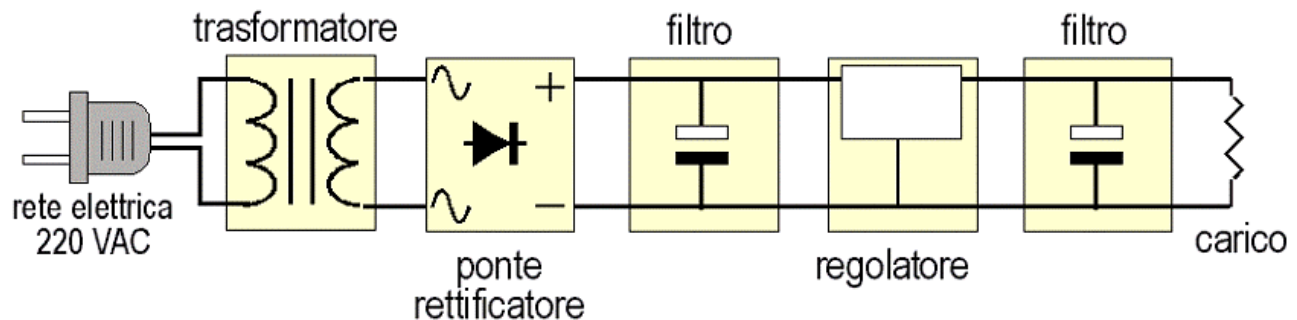 trasformatore
filtro
filtro
+
−
rete elettrica
220 VAC
ponte
rettificatore
regolatore
carico